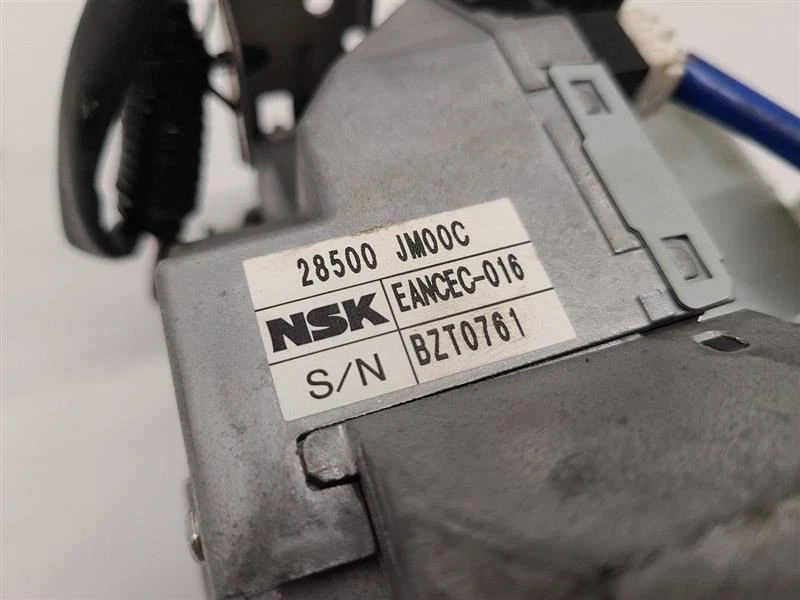 28500 JM00C
NSK EANCEC-016
S/N BZT0761